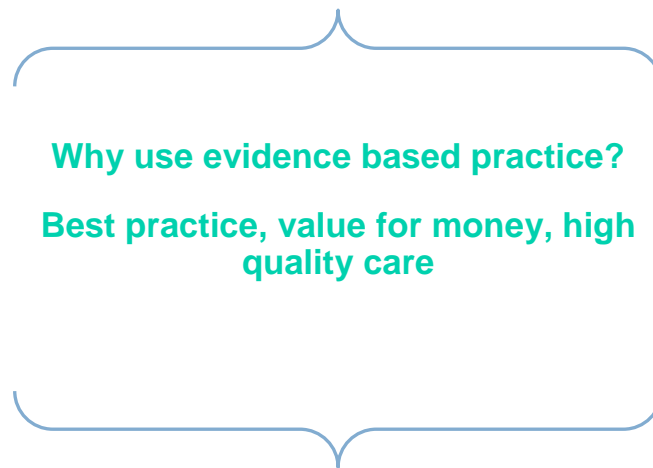 Why use evidence based practice?
Best practice, value for money, high
quality care